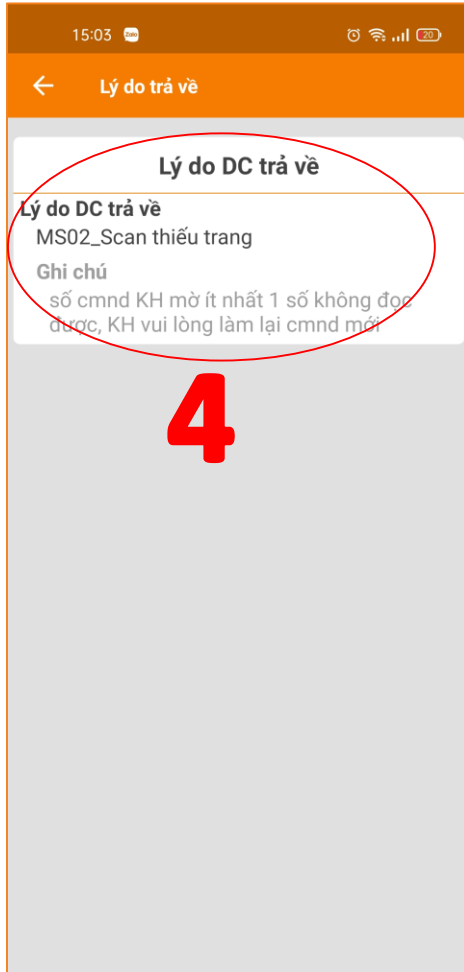 15:03 Zalo 20
Lý do trả về
Lý do DC trả về
Lý do DC trả về
MS02_Scan thiếu trang
Ghi chú
số cmnd KH mờ ít nhất 1 số không đọc
được, KH vui lòng làm lại cmnd mới
4